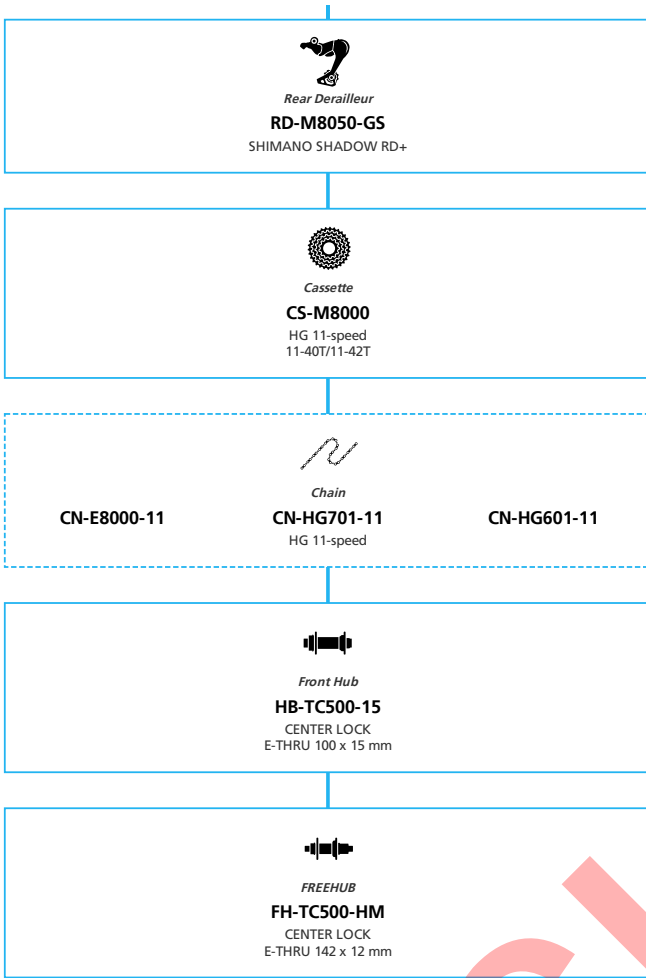 Rear Derailleur
RD-M8050-GS
SHIMANO SHADOW RD+
Cassette
CS-M8000
HG 11-speed
11-40T/11-42T
Chain
CN-E8000-11 CN-HG701-11 CN-HG601-11
HG 11-speed
Front Hub
HB-TC500-15
CENTER LOCK
E-THRU 100 x 15 mm
FREEHUB
FH-TC500-HM
CENTER LOCK
E-THRU 142 x 12 mm